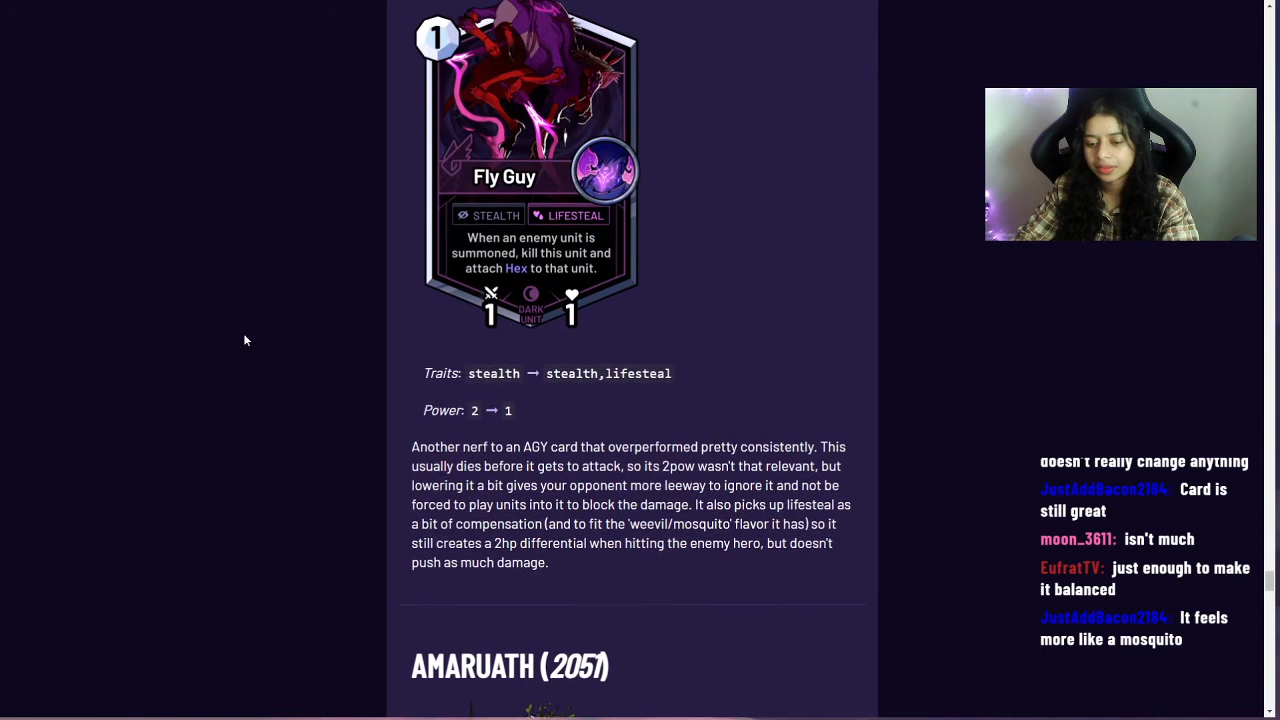 1
Fly Guy
STEALTH LIFESTEAL
When an enemy unit is
summoned, kill this unit and
attach Hex to that unit.
1 1
DARK
UNIT
Traits: stealth → stealth,lifesteal
Power: 2 → 1
Another nerf to an AGY card that overperformed pretty consistently. This
usually dies before it gets to attack, so its 2pow wasn't that relevant, but
lowering it a bit gives your opponent more leeway to ignore it and not be
forced to play units into it to block the damage. It also picks up lifesteal as
a bit of compensation (and to fit the 'weevil/mosquito' flavor it has) so it
still creates a 2hp differential when hitting the enemy hero, but doesn't
push as much damage.
AMARUATH (2051)
doesn't really change anything
JustAddBacon2184: Card is
still great
moon_3611: isn't much
EufratTV: just enough to make
it balanced
JustAddBacon2184: It feels
more like a mosquito